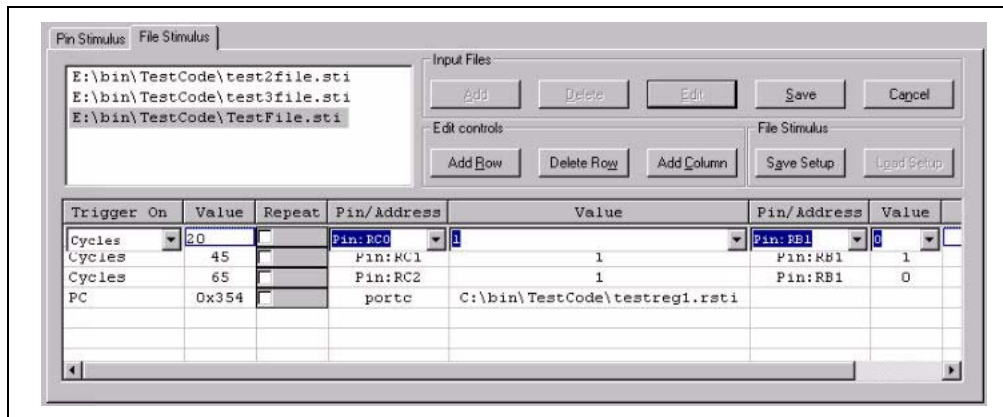 Pin Stimulus File Stimulus
E:\bin\TestCode\test2file.sti
E:\bin\TestCode\test3file.sti
E:\bin\TestCode\TestFile.sti
Input Files
Add Delete Edit Save Cancel
Edit controls
Add Row Delete Row Add Column
File Stimulus
Save Setup Load Setup
Trigger On Value Repeat Pin/Address Value Pin/Address Value
Cycles 20 Pin:RC0 1 Pin:RB1 0
Cycles 45 Pin:RC1 1 Pin:RB1 1
Cycles 65 Pin:RC2 1 Pin:RB1 0
PC 0x354 portc C:\bin\TestCode\testreg1.rsti